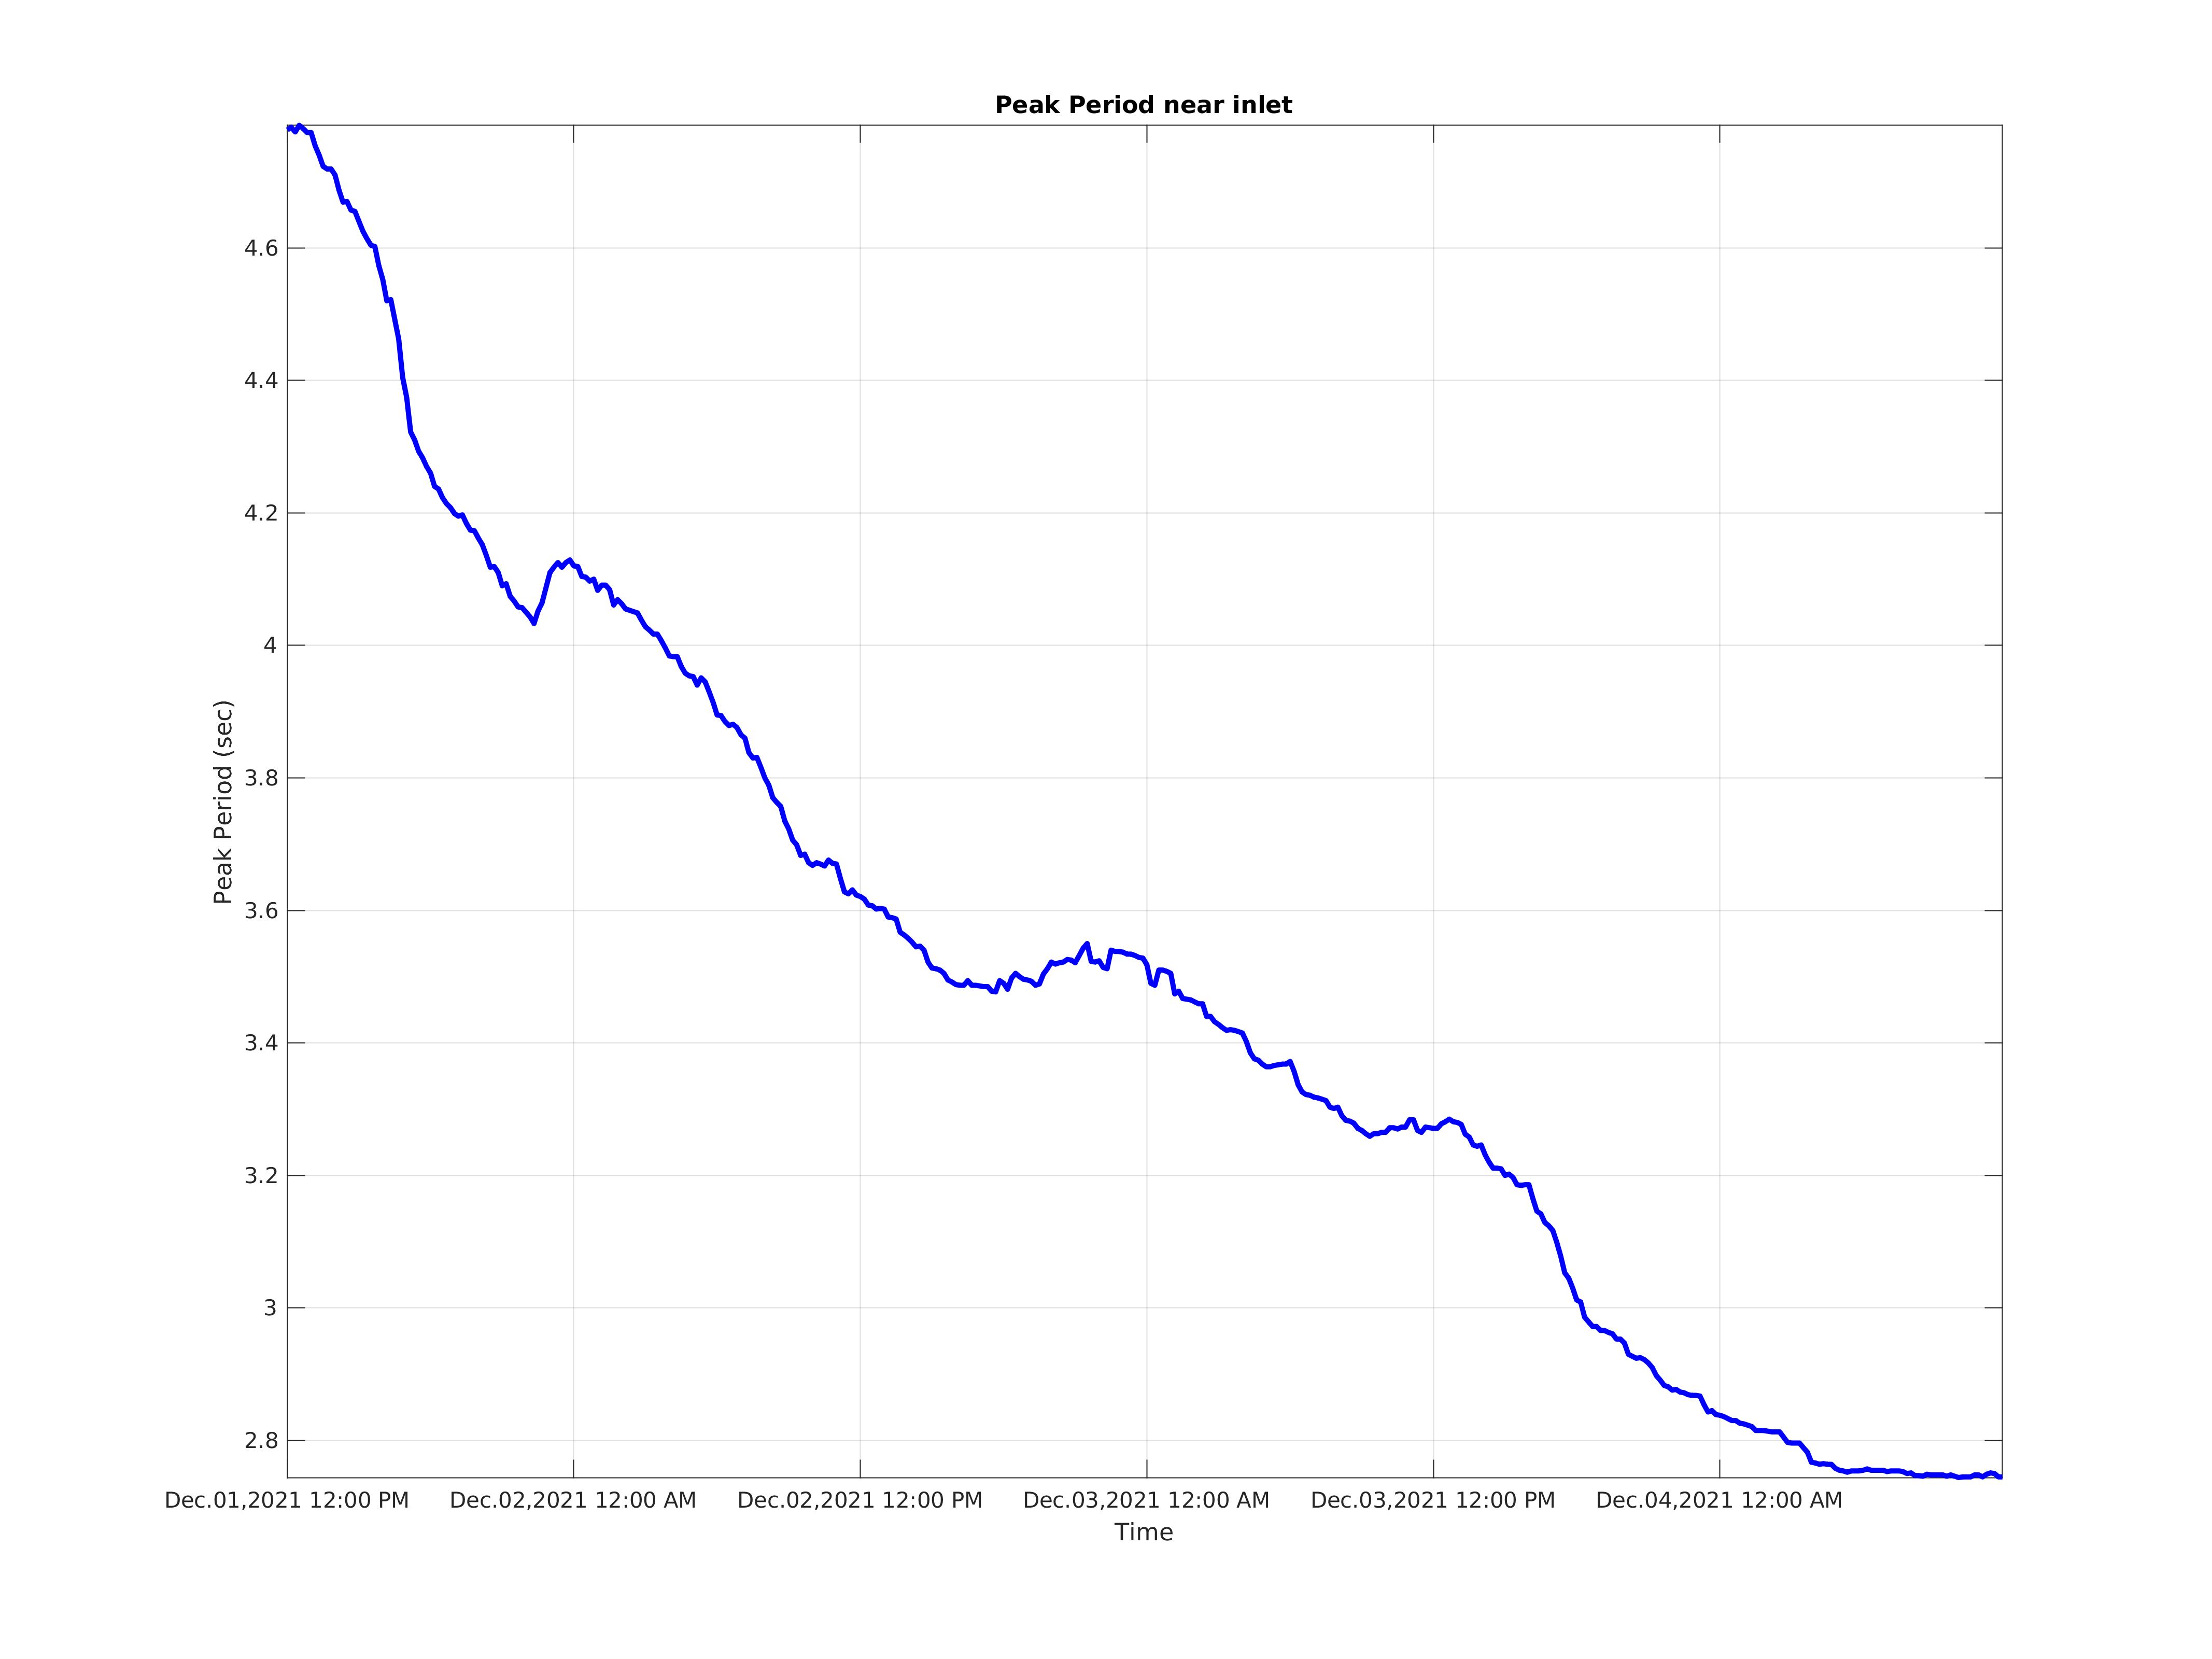 Peak Period near inlet
Peak Period (sec)
4.6
4.4
4.2
4
3.8
3.6
3.4
3.2
3
2.8
Dec.01,2021 12:00 PM
Dec.02,2021 12:00 AM
Dec.02,2021 12:00 PM
Dec.03,2021 12:00 AM
Dec.03,2021 12:00 PM
Dec.04,2021 12:00 AM
Time